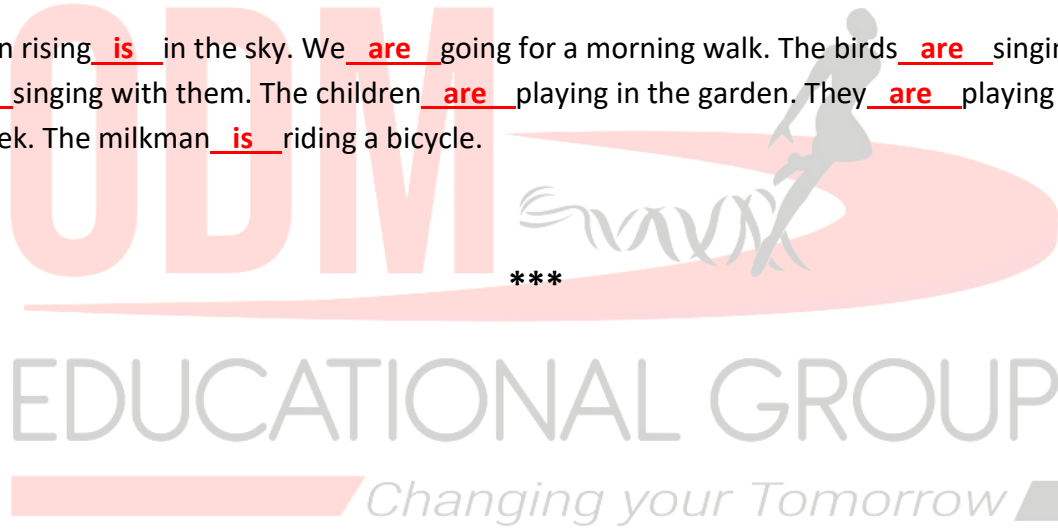 n rising is in the sky. We are going for a morning walk. The birds are singin
singing with them. The children are playing in the garden. They are playing
ek. The milkman is riding a bicycle.
ODM
***
EDUCATIONAL GROUP
Changing your Tomorrow